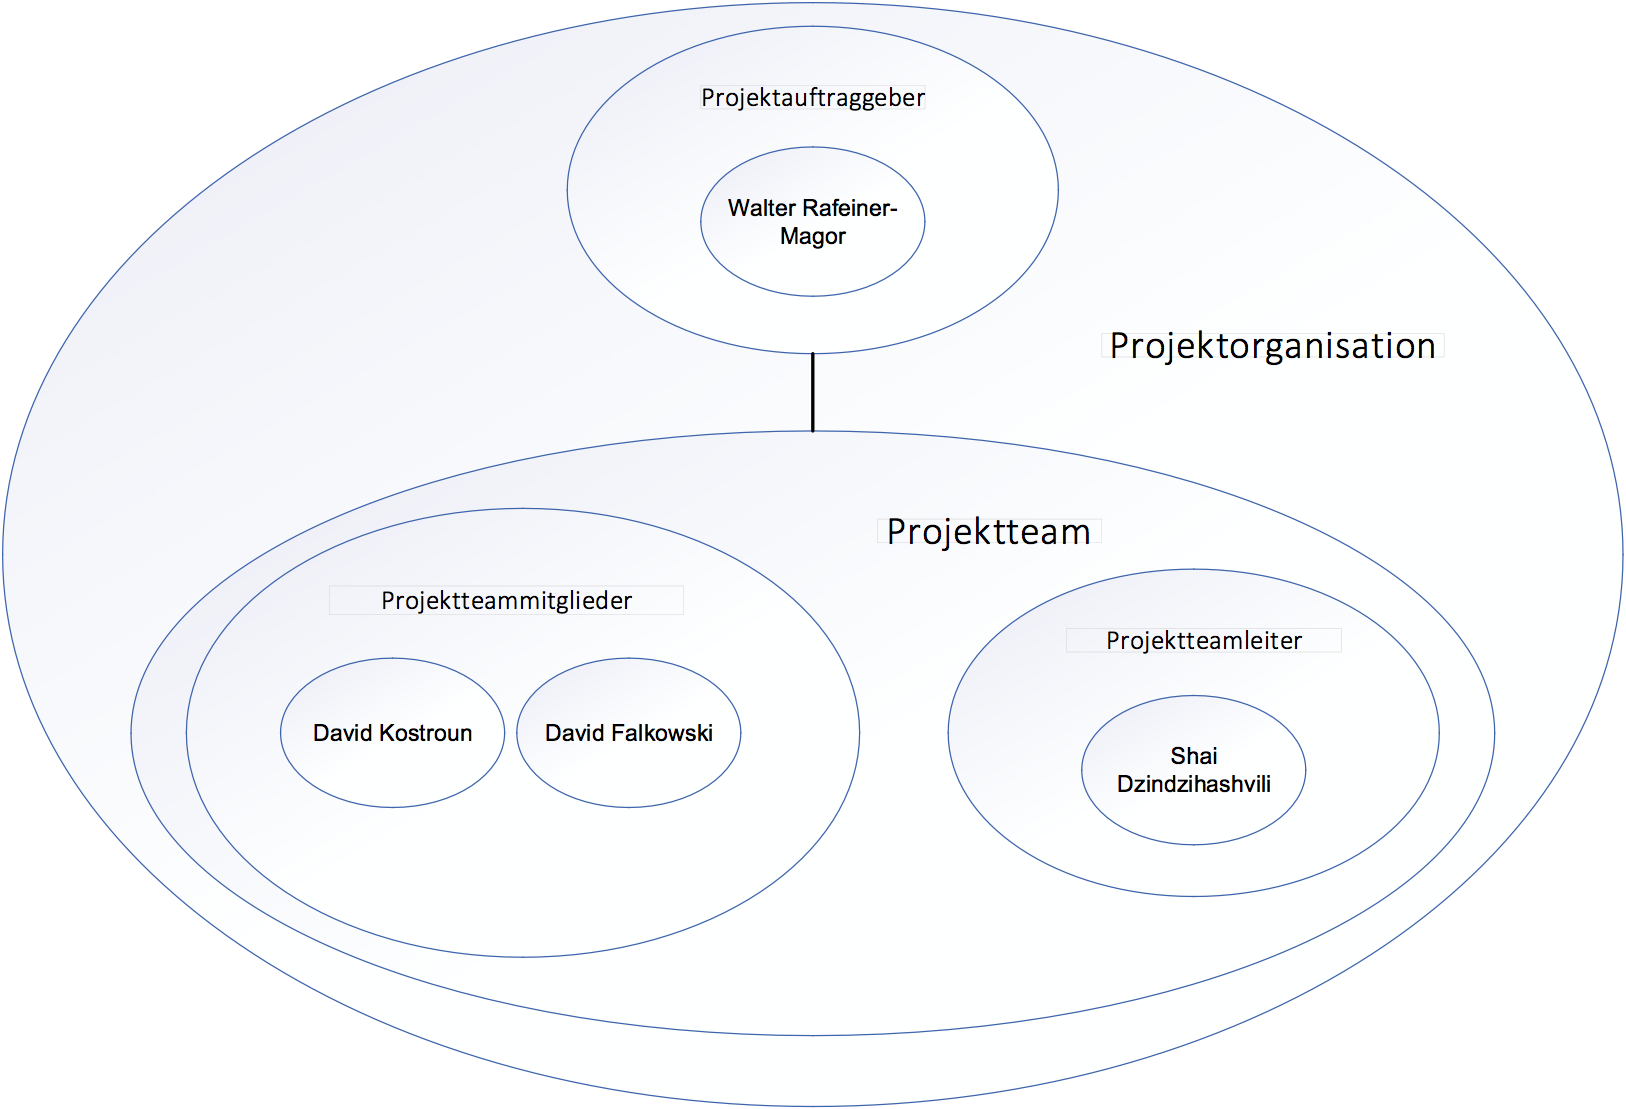 Projektauftraggeber
Walter Rafeiner-
Magor
Projektorganisation
Projektteam
Projektteammitglieder
David Kostroun
David Falkowski
Projektteamleiter
Shai
Dzindzihashvili